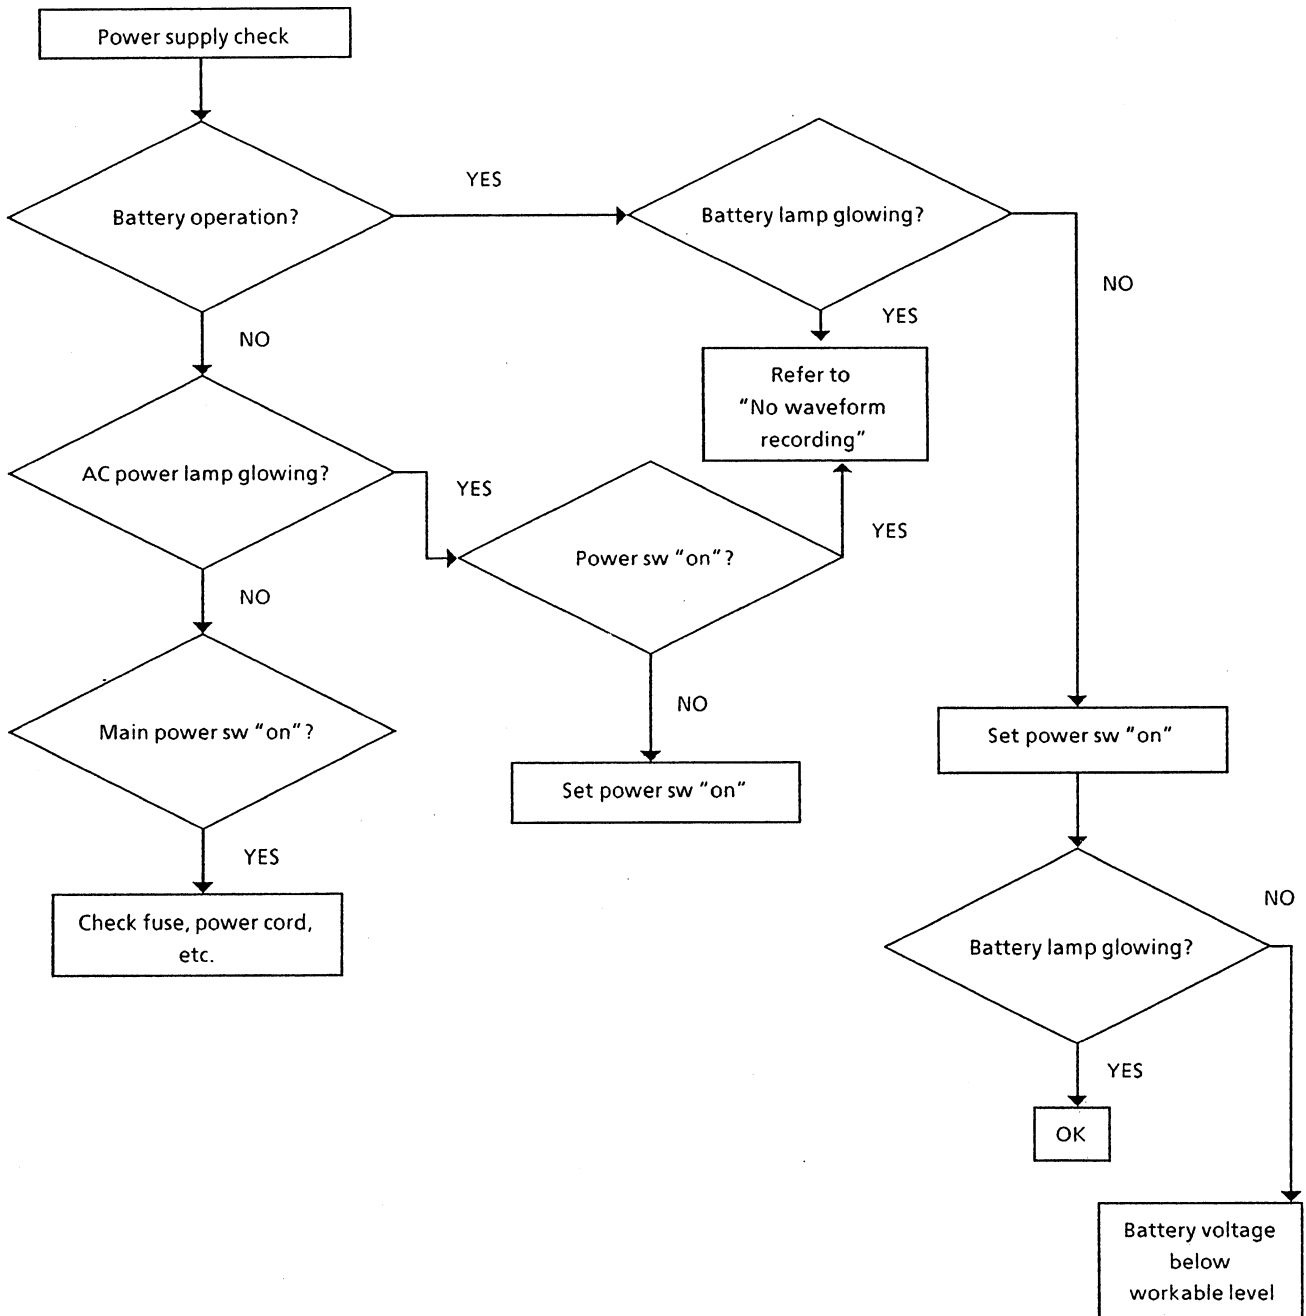 Power supply check
YES
Battery operation?
Battery lamp glowing?
NO
YES
NO
Refer to
"No waveform
recording"
AC power lamp glowing?
YES
YES
Power sw "on"?
NO
NO
Main power sw "on"?
Set power sw "on"
Set power sw "on"
YES
NO
Check fuse, power cord,
etc.
Battery lamp glowing?
YES
OK
Battery voltage
below
workable level